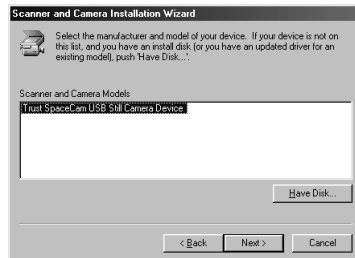 Scanner and Camera Installation Wizard
Select the manufacturer and model of your device. If your device is not on
this list, and you have an install disk (or you have an updated driver for an
existing model), push 'Have Disk...'.
Scanner and Camera Models
Trust SpaceCam USB Still Camera Device
Have Disk...
< Back
Next >
Cancel